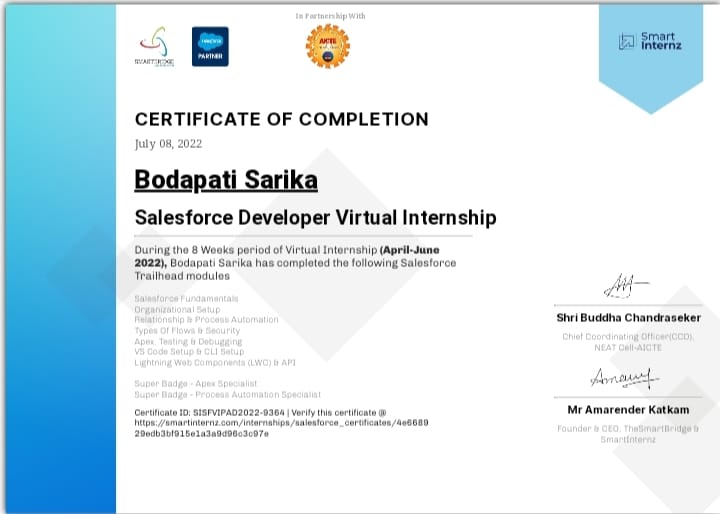 In Partnership With
SMARTBRIDGE
salesforce
PARTNER
AICTE
Smart
Internz
CERTIFICATE OF COMPLETION
July 08, 2022
Bodapati Sarika
Salesforce Developer Virtual Internship
During the 8 Weeks period of Virtual Internship (April-June
2022), Bodapati Sarika has completed the following Salesforce
Trailhead modules
Salesforce Fundamentals
Organizational Setup
Relationship & Process Automation
Types Of Flows & Security
Apex, Testing & Debugging
VS Code Setup & CLI Setup
Lightning Web Components (LWC) & API
Super Badge - Apex Specialist
Super Badge - Process Automation Specialist
Certificate ID: SISFVIPAD2022-9364 | Verify this certificate @
https://smartinternz.com/internships/salesforce_certificates/4e6689
29edb3bf915e1a3a9d96c3c97e
Shri Buddha Chandraseker
Chief Coordinating Officer(CCO),
NEAT Cell-AICTE
Mr Amarender Katkam
Founder & CEO, TheSmartBridge &
SmartInternz